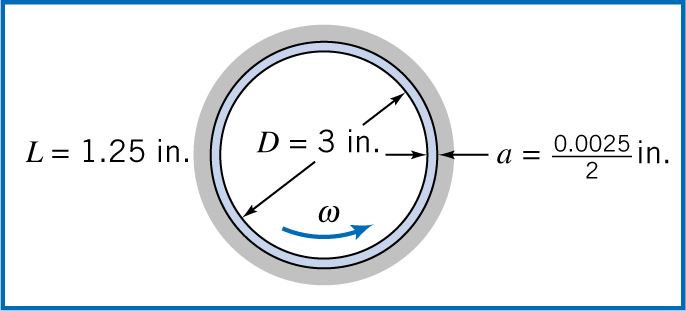 L = 1.25 in.
D = 3 in.
a = 0.0025/2 in.
ω